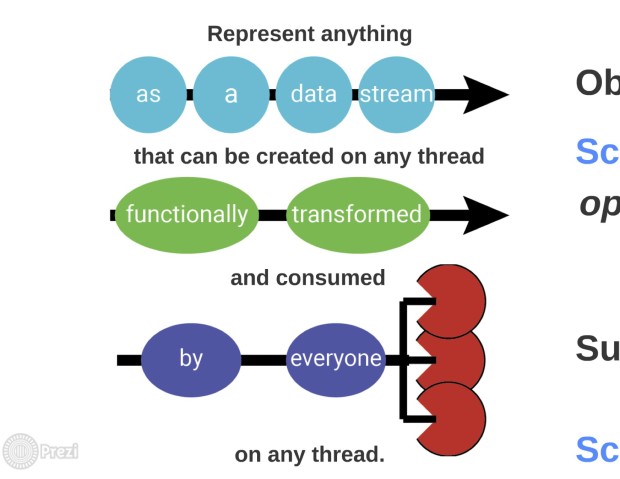 Represent anything
as a data stream
Ob
that can be created on any thread
Sc
functionally transformed
op
and consumed
by everyone
Su
on any thread.
Sc
Prezi